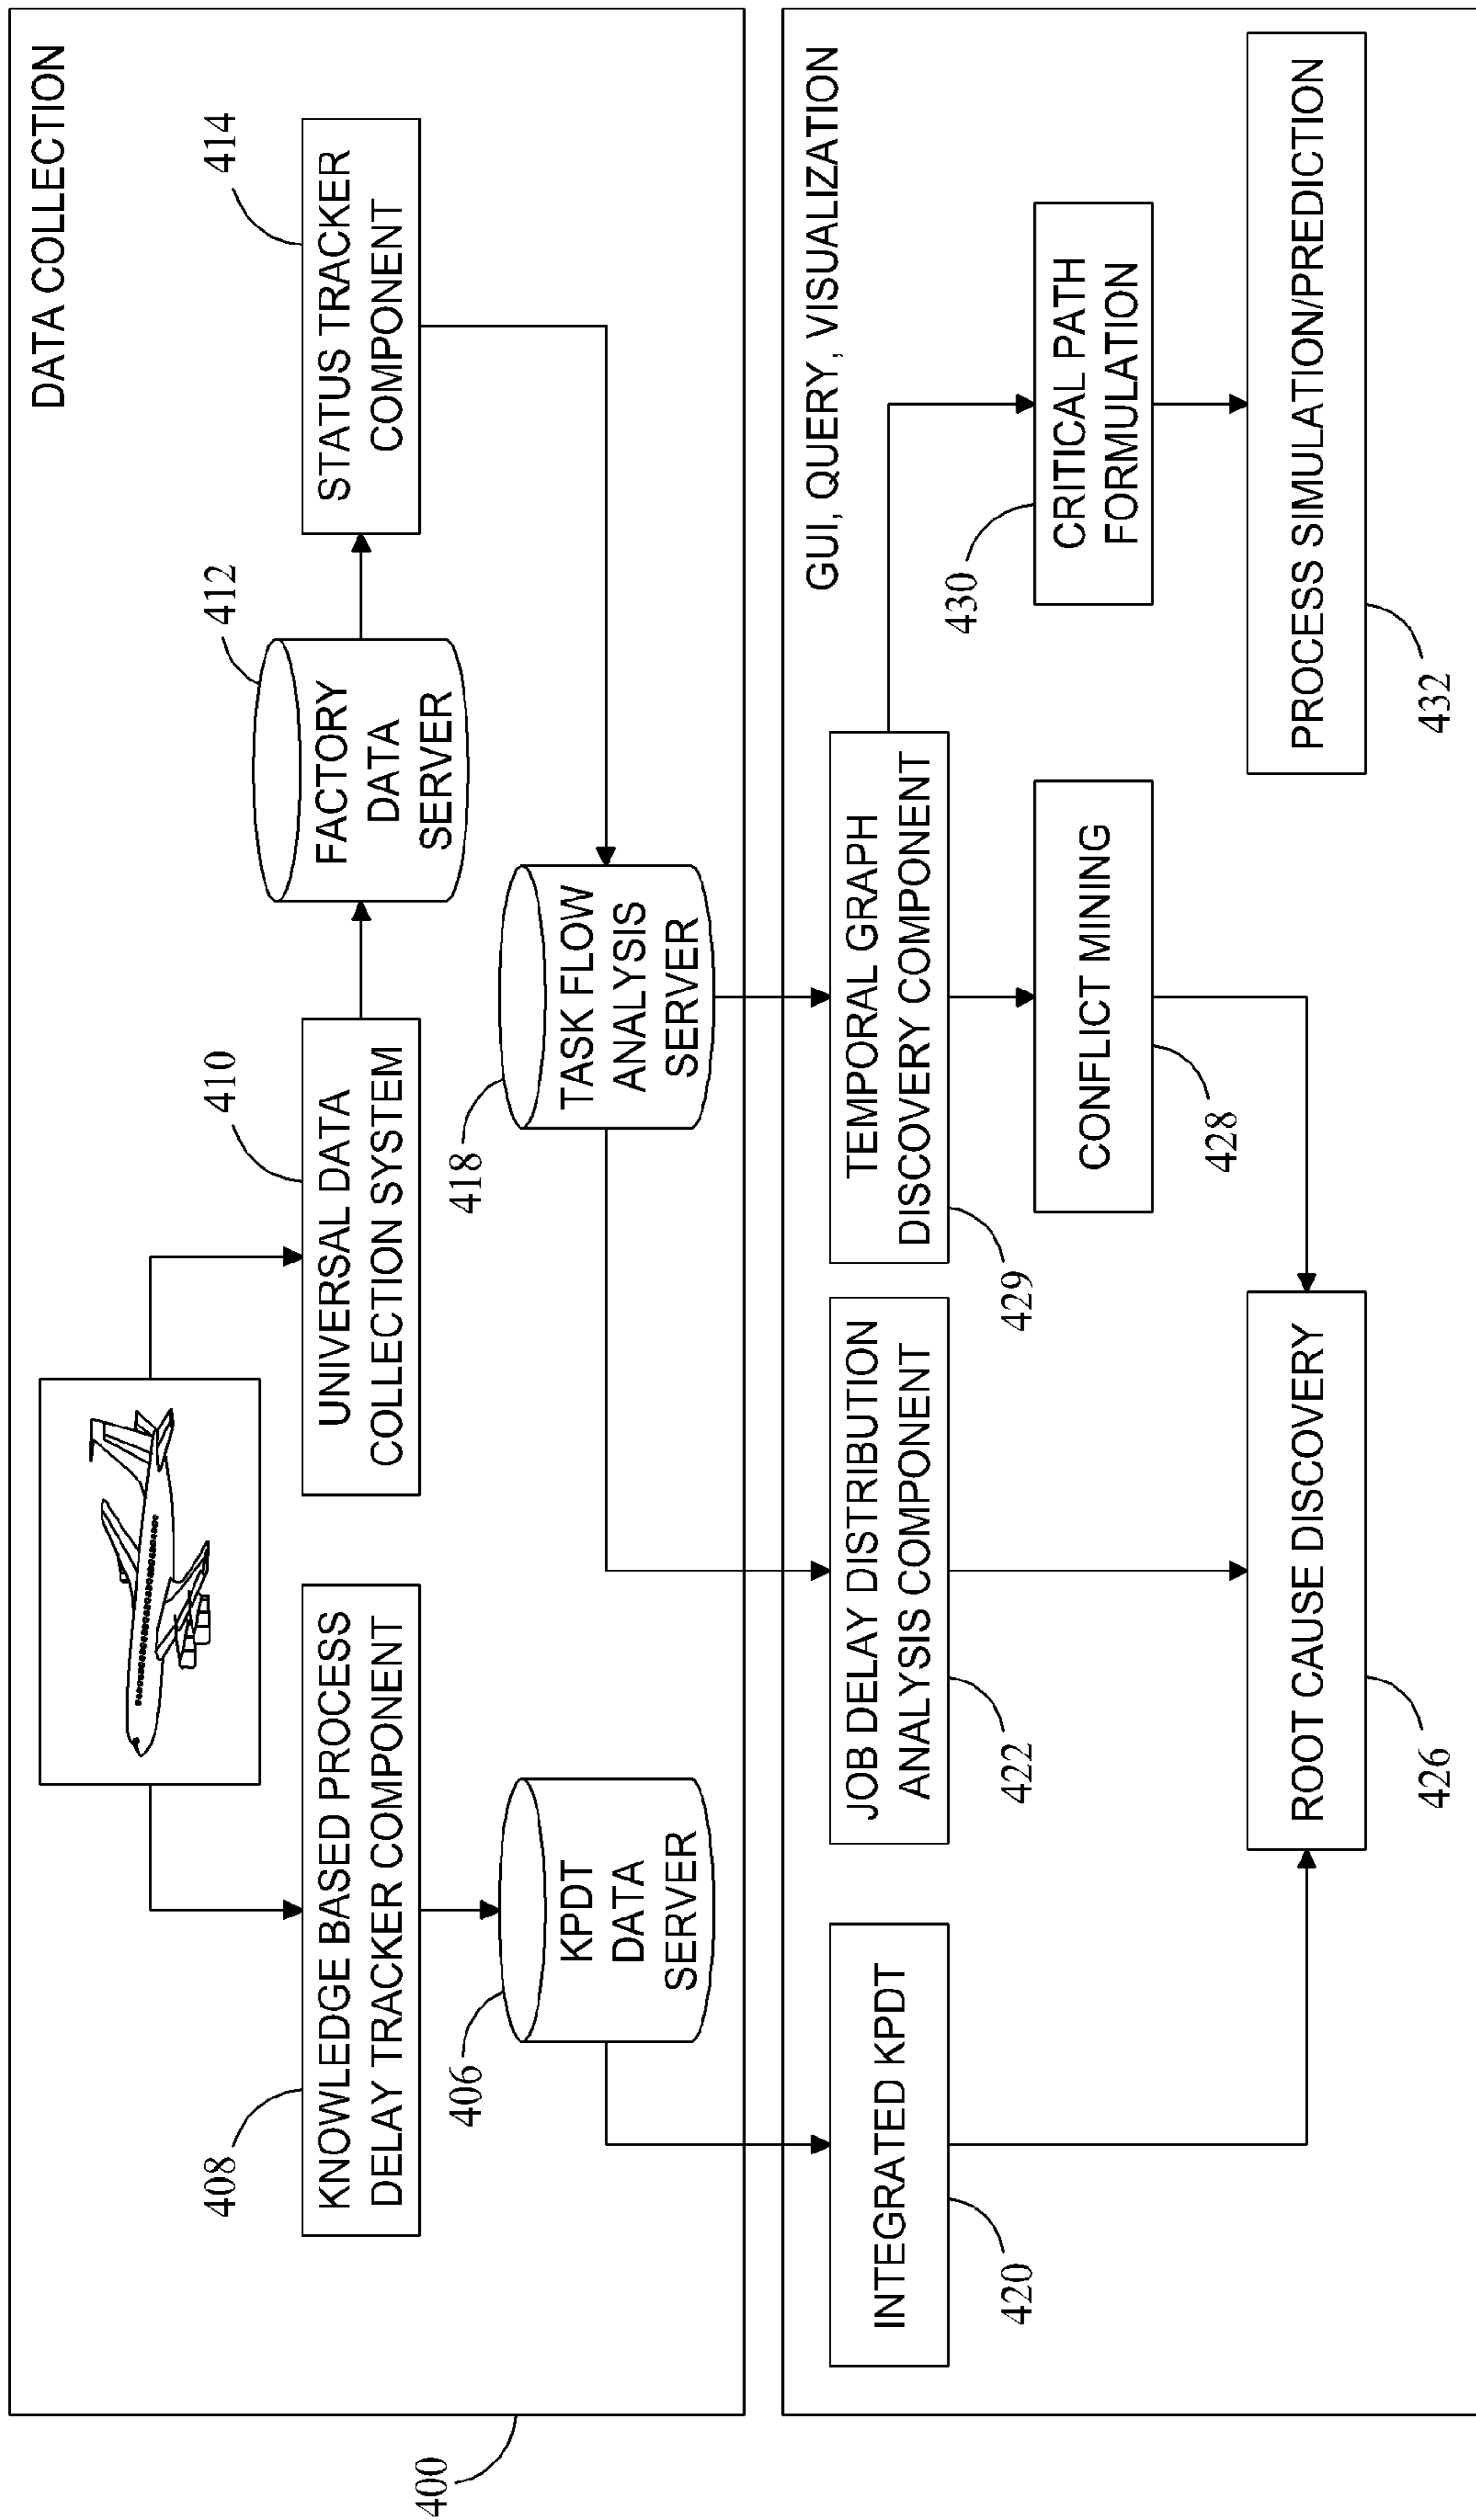 DATA COLLECTION
408
KNOWLEDGE BASED PROCESS
DELAY TRACKER COMPONENT
410
UNIVERSAL DATA
COLLECTION SYSTEM
412
FACTORY
DATA
SERVER
414
STATUS TRACKER
COMPONENT
406
KPDT
DATA
SERVER
418
TASK FLOW
ANALYSIS
SERVER
400
GUI, QUERY, VISUALIZATION
INTEGRATED KPDT
420
JOB DELAY DISTRIBUTION
ANALYSIS COMPONENT
422
TEMPORAL GRAPH
DISCOVERY COMPONENT
429
430
CRITICAL PATH
FORMULATION
CONFLICT MINING
428
ROOT CAUSE DISCOVERY
426
PROCESS SIMULATION/PREDICTION
432